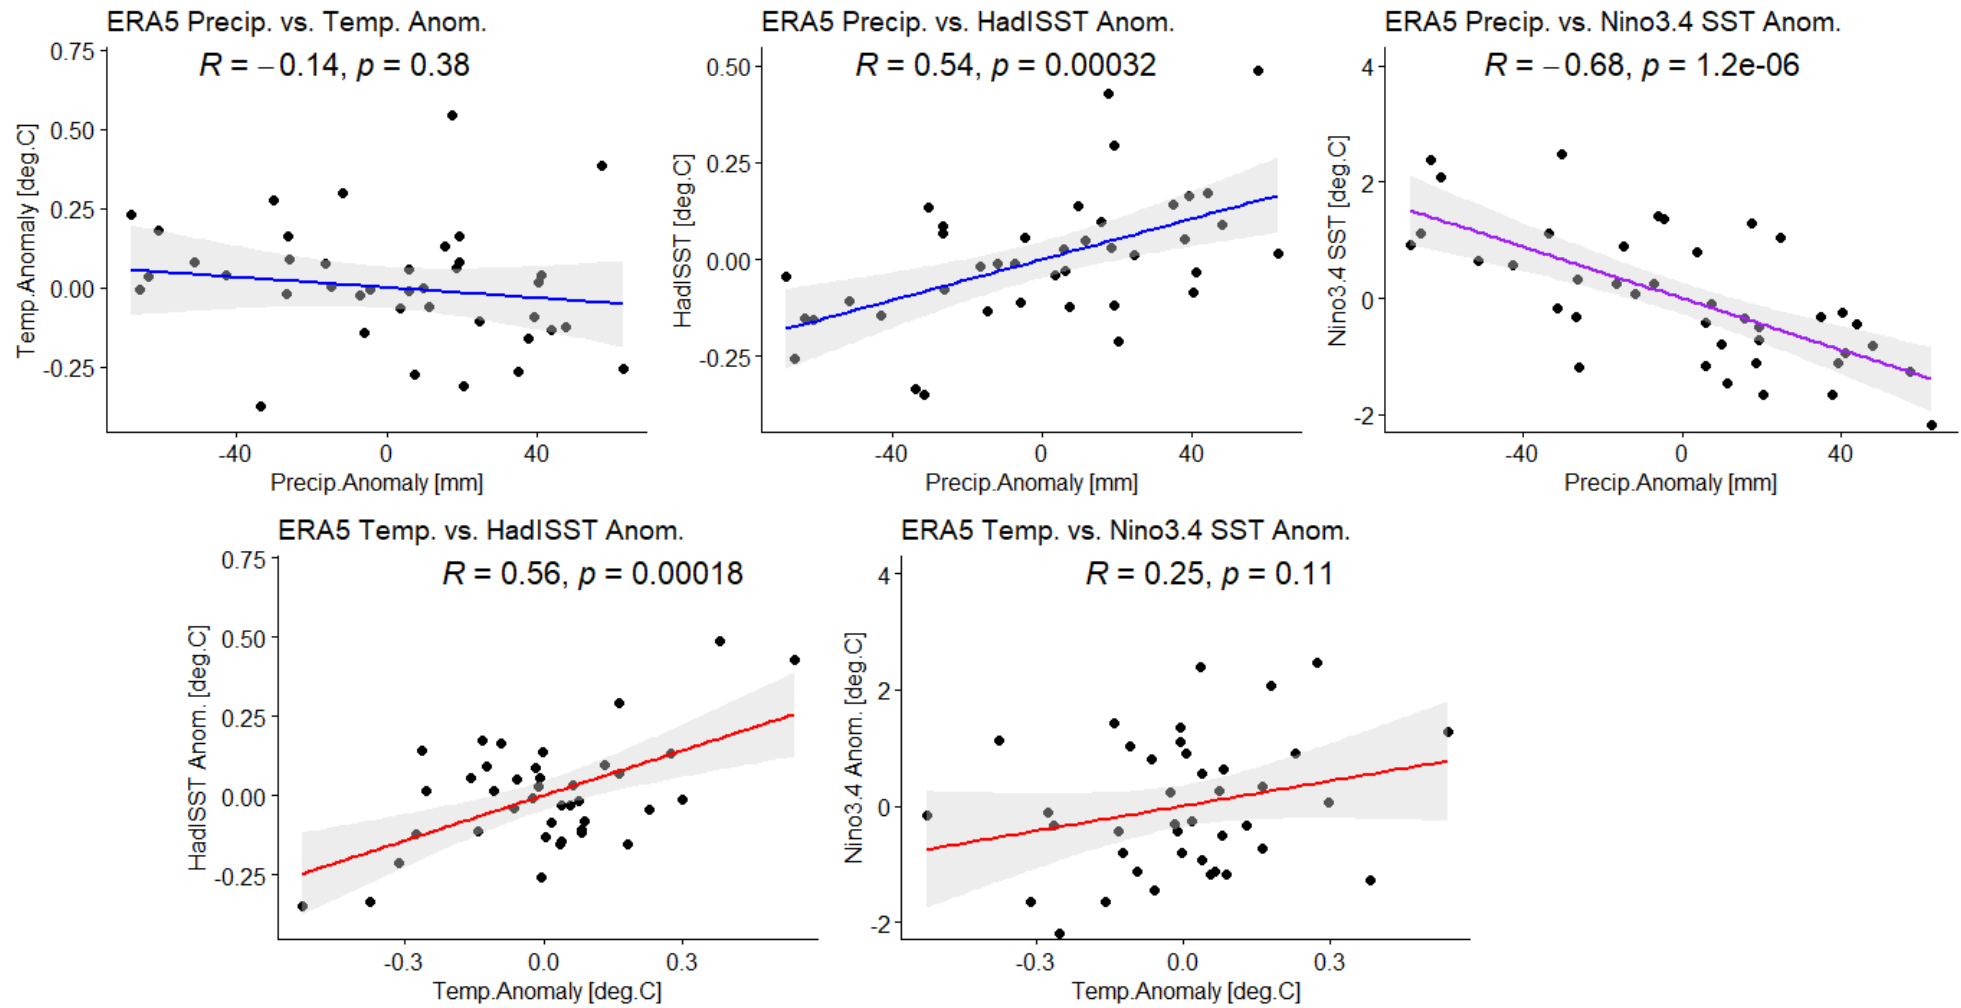 ERA5 Precip. vs. Temp. Anom.
R = −0.14, p = 0.38
0.75
0.50
0.25
0.00
-0.25
Temp.Anomaly [deg.C]
-40
0
40
Precip.Anomaly [mm]
ERA5 Precip. vs. HadISST Anom.
R = 0.54, p = 0.00032
0.50
0.25
0.00
-0.25
HadISST [deg.C]
-40
0
40
Precip.Anomaly [mm]
ERA5 Precip. vs. Nino3.4 SST Anom.
R = −0.68, p = 1.2e-06
4
2
0
-2
Nino3.4 SST [deg.C]
-40
0
40
Precip.Anomaly [mm]
ERA5 Temp. vs. HadISST Anom.
R = 0.56, p = 0.00018
0.75
0.50
0.25
0.00
-0.25
HadISST Anom. [deg.C]
-0.3
0.0
0.3
Temp.Anomaly [deg.C]
ERA5 Temp. vs. Nino3.4 SST Anom.
R = 0.25, p = 0.11
4
2
0
-2
Nino3.4 Anom. [deg.C]
-0.3
0.0
0.3
Temp.Anomaly [deg.C]